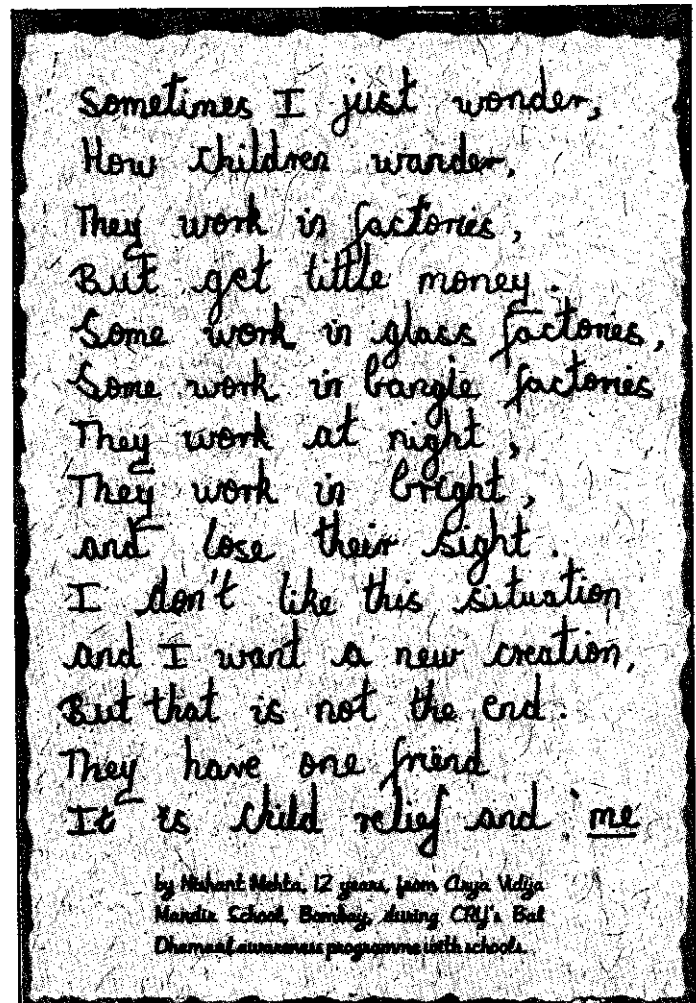 Sometimes I just wonder,
How children wander,
They work in factories,
But get little money.
Some work in glass factories,
Some work in bangle factories
They work at night,
They work in bright,
and lose their sight.
I don't like this situation
and I want a new creation,
But that is not the end.
They have one friend
It is child relief and 'me
by Nishant Mehta, 12 years, from Arya Vidya
Mandir School, Bombay, during CRY's Bal
Dhamaal awareness programme with schools.